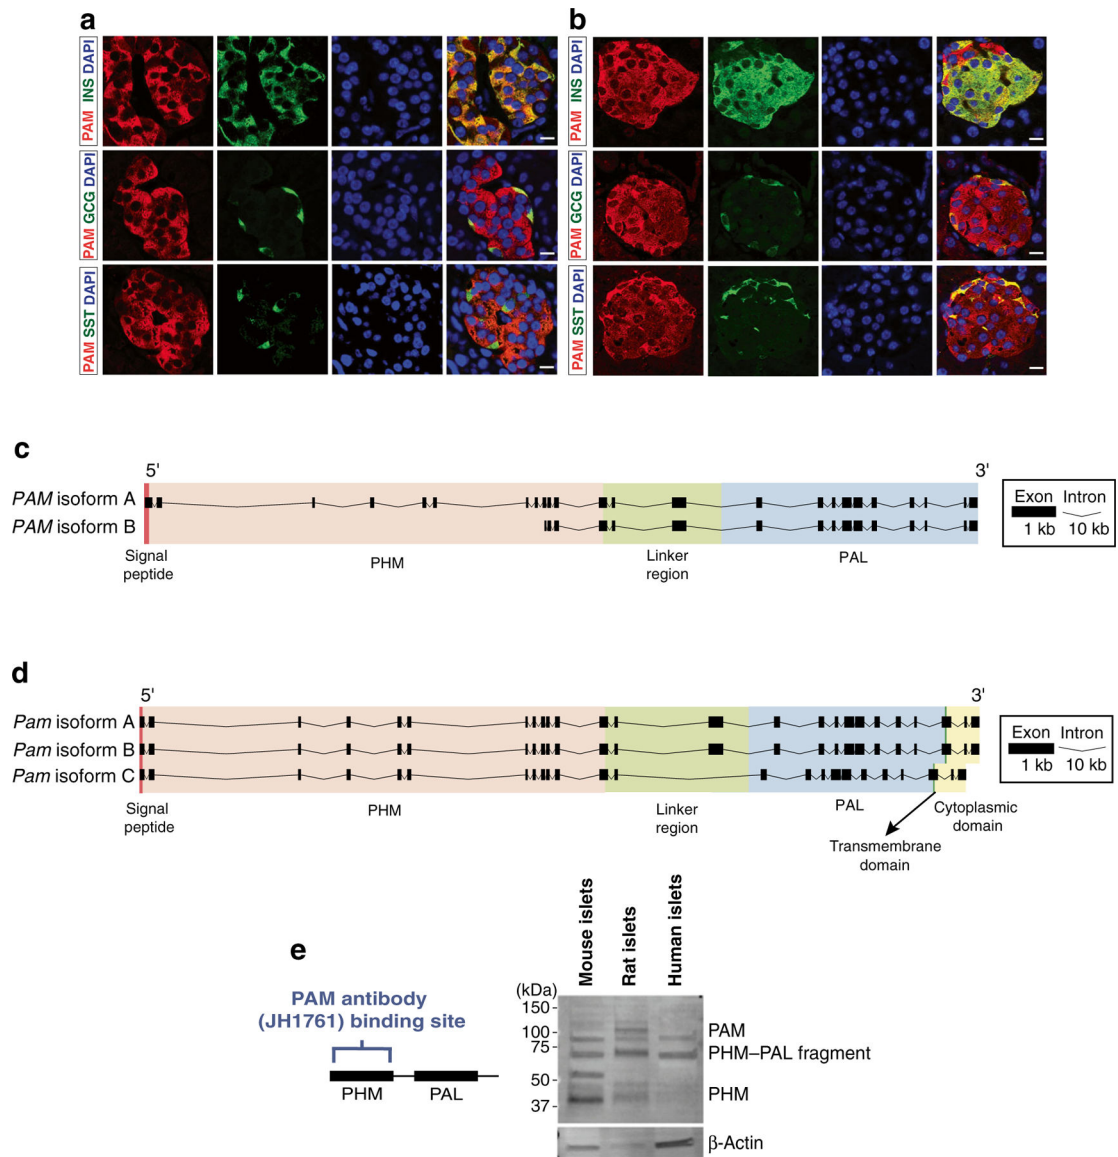 a
b
PAM INS DAPI
PAM INS DAPI
PAM GCG DAPI
PAM GCG DAPI
PAM SST DAPI
PAM SST DAPI
c
5'
3'
PAM isoform A
PAM isoform B
Exon Intron
1 kb 10 kb
Signal
peptide
PHM
Linker
region
PAL
d
5'
3'
Pam isoform A
Pam isoform B
Pam isoform C
Exon Intron
1 kb 10 kb
Signal
peptide
PHM
Linker
region
PAL
Cytoplasmic
domain
Transmembrane
domain
e
PAM antibody
(JH1761) binding site
PHM PAL
Mouse islets
Rat islets
Human islets
(kDa)
150-
100-
75-
50-
37-
PAM
PHM–PAL fragment
PHM
β-Actin